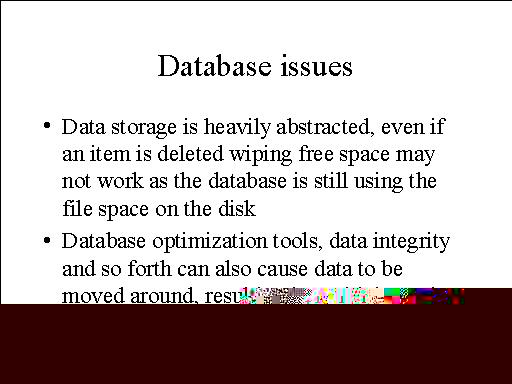 Database issues
• Data storage is heavily abstracted, even if
an item is deleted wiping free space may
not work as the database is still using the
file space on the disk
• Database optimization tools, data integrity
and so forth can also cause data to be
moved around,